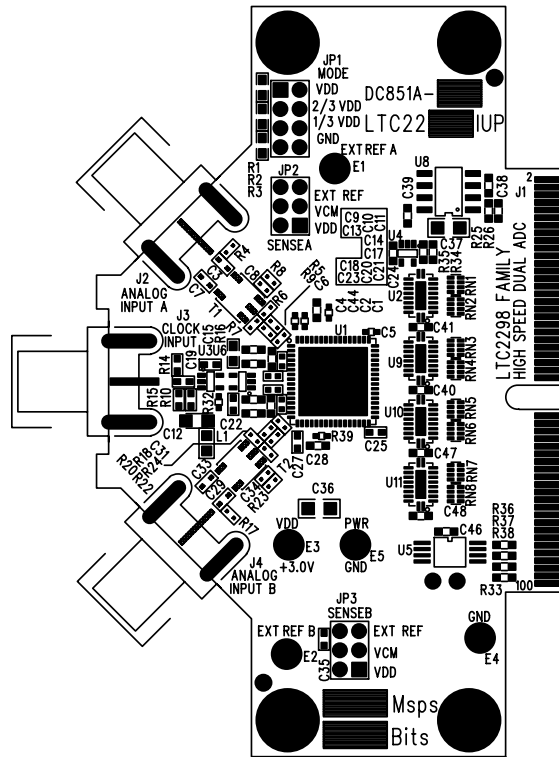 JP1
MODE
VDD
2/3 VDD
1/3 VDD
GND
DC851A-
LTC22 IUP
EXT REF A
E1
R1
R2
R3
JP2
EXT REF
VCM
VDD
SENSEA
U8
C39
C38
J1
2
C9
C13
C10
C11
C14
C17
C18
C23
C21
C24
U4
C37
R25
R26
R35
R34
J2
ANALOG
INPUT A
C7
C3
R4
T1
C8
R8
R6
R5
R9
C6
C4
C44
C2
C1
U2
RN1
RN2
C41
LTC2298 FAMILY
HIGH SPEED DUAL ADC
J3
CLOCK
INPUT
R14
C19
C15
R16
U3
U6
U1
C5
U9
RN3
RN4
C40
R15
R10
R32
C12
C22
L1
R39
C25
C27
C28
U10
RN5
RN6
C47
R18
C31
R20
R24
R22
C33
C29
C34
R23
T2
R17
U11
RN7
RN8
C48
C36
VDD
E3
+3.0V
PWR
GND
E5
U5
C46
R36
R37
R38
R33
100
J4
ANALOG
INPUT B
JP3
SENSEB
EXT REF B
E2
C35
EXT REF
VCM
VDD
GND
E4
Msps
Bits